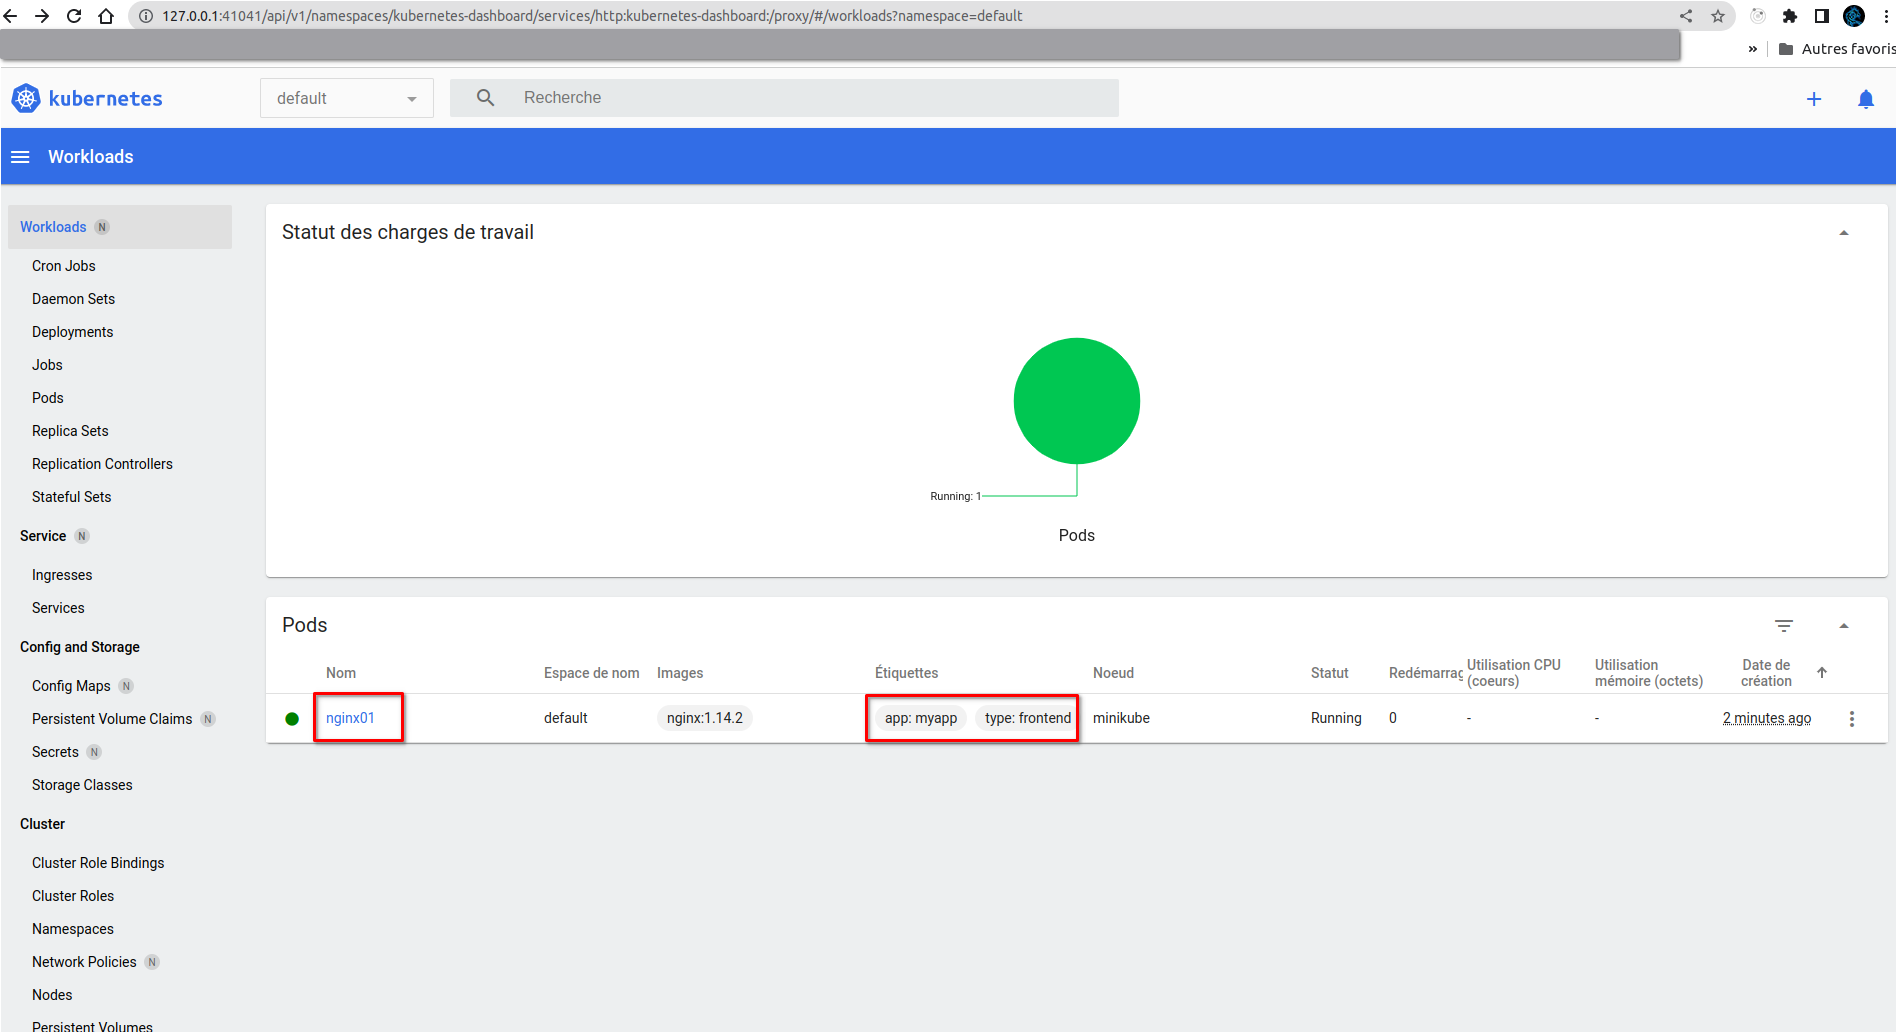 127.0.0.1:41041/api/v1/namespaces/kubernetes-dashboard/services/http:kubernetes-dashboard:/proxy/#/workloads?namespace=default
» Autres favoris
kubernetes default Recherche
Workloads
Workloads N
Cron Jobs
Daemon Sets
Deployments
Jobs
Pods
Replica Sets
Replication Controllers
Stateful Sets
Service N
Ingresses
Services
Config and Storage
Config Maps N
Persistent Volume Claims N
Secrets N
Storage Classes
Cluster
Cluster Role Bindings
Cluster Roles
Namespaces
Network Policies N
Nodes
Persistent Volumes
Statut des charges de travail
Running: 1
Pods
Pods
Nom Espace de nom Images Étiquettes Noeud Statut Redémarrag Utilisation CPU (coeurs) Utilisation mémoire (octets) Date de création
nginx01 default nginx:1.14.2 app: myapp type: frontend minikube Running 0 - - 2 minutes ago